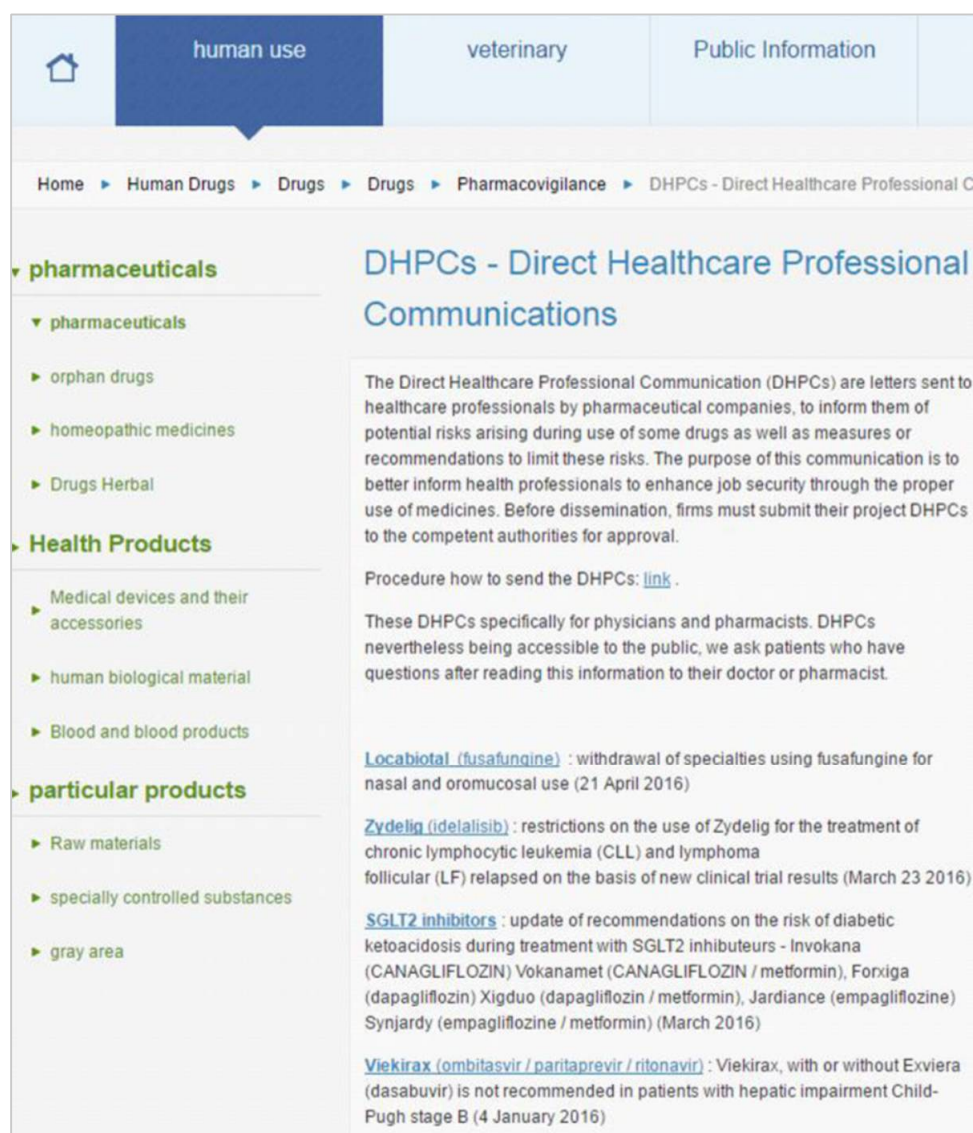 human use
veterinary
Public Information
Home ► Human Drugs ► Drugs ► Drugs ► Pharmacovigilance ► DHPCs - Direct Healthcare Professional C
▼ pharmaceuticals
▼ pharmaceuticals
► orphan drugs
► homeopathic medicines
► Drugs Herbal
► Health Products
► Medical devices and their
accessories
► human biological material
► Blood and blood products
► particular products
► Raw materials
► specially controlled substances
► gray area
DHPCs - Direct Healthcare Professional
Communications
The Direct Healthcare Professional Communication (DHPCs) are letters sent to
healthcare professionals by pharmaceutical companies, to inform them of
potential risks arising during use of some drugs as well as measures or
recommendations to limit these risks. The purpose of this communication is to
better inform health professionals to enhance job security through the proper
use of medicines. Before dissemination, firms must submit their project DHPCs
to the competent authorities for approval.
Procedure how to send the DHPCs: link .
These DHPCs specifically for physicians and pharmacists. DHPCs
nevertheless being accessible to the public, we ask patients who have
questions after reading this information to their doctor or pharmacist.
Locabiotal (fusafungine) : withdrawal of specialties using fusafungine for
nasal and oromucosal use (21 April 2016)
Zydelig (idelalisib) : restrictions on the use of Zydelig for the treatment of
chronic lymphocytic leukemia (CLL) and lymphoma
follicular (LF) relapsed on the basis of new clinical trial results (March 23 2016)
SGLT2 inhibitors : update of recommendations on the risk of diabetic
ketoacidosis during treatment with SGLT2 inhibuteurs - Invokana
(CANAGLIFLOZIN) Vokanamet (CANAGLIFLOZIN / metformin), Forxiga
(dapagliflozin) Xigduo (dapagliflozin / metformin), Jardiance (empagliflozine)
Synjardy (empagliflozine / metformin) (March 2016)
Viekirax (ombitasvir / paritaprevir / ritonavir) : Viekirax, with or without Exviera
(dasabuvir) is not recommended in patients with hepatic impairment Child-
Pugh stage B (4 January 2016)